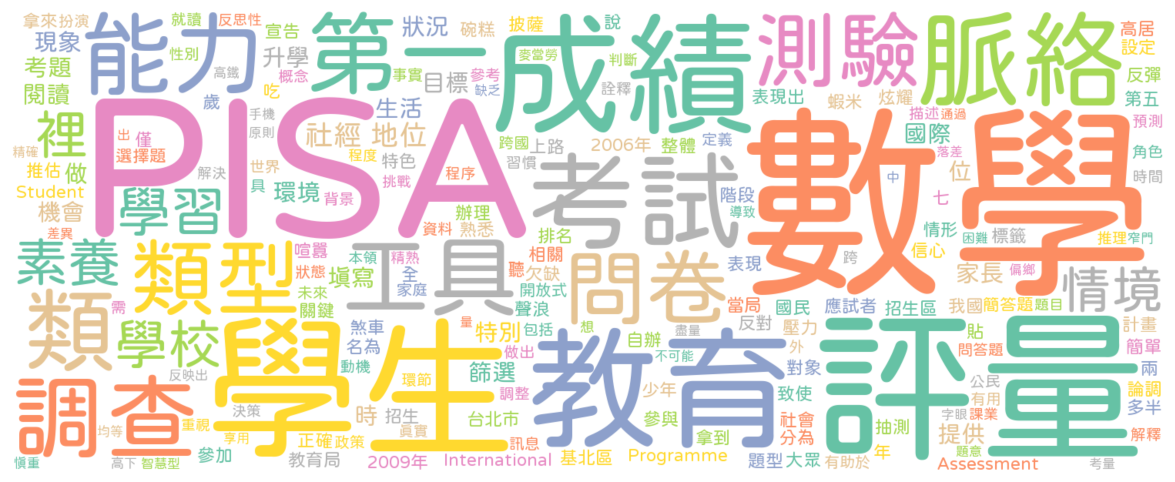 PISA
數學
學生
教育
評量
成績
第一
能力
測驗
脈絡
考試
工具
問卷
調查
類型
類
學習
學校
素養
情境
裡
拿來
扮演
就讀
反思性
宣告
狀況
碗糕
披薩
說
高居
設定
現象
性別
高鐵
升學
麥當勞
判斷
考題
概念
事實
目標
參考
缺乏
詮釋
表現出
蝦米
炫耀
反彈
第五
閱讀
吃
歲
生活
描述
通過
預測
手機
原則
社經
地位
跨國
上路
2006年
整體
定義
國際
角色
出
僅
選擇題
程度
特色
習慣
落差
時間
精確
推估
做
解決
世界
具
環境
背景
挑戰
程序
階段
導致
中
位
七
Student
機會
差異
辦理
熟悉
資料
排名
情形
困難
標籤
推理
窄門
喧囂
本領
精熟
相關
聽
欠缺
表現
信心
家長
偏鄉
狀態
填寫
全
家庭
未來
關鍵
開放式
聲浪
當局
國民
應試者
招生區
我國
簡答題
題目
需
煞車
名為
量
特別
包括
想
盡量
自辦
反對
壓力
外
貼
計畫
簡單
問答題
反映出
動機
做出
不可能
對象
兩
環節
篩選
調整
少年
致使
公民
有用
論調
多半
重視
均等
決策
時
招生
台北市
參與
拿到
社會
分為
抽測
字眼
課業
提供
解釋
享用
正確
政策
真實
訊息
題意
慎重
高下
智慧型
參加
教育局
2009年
International
基北區
Programme
題型
大眾
有助於
年
Assessment
考量
跨